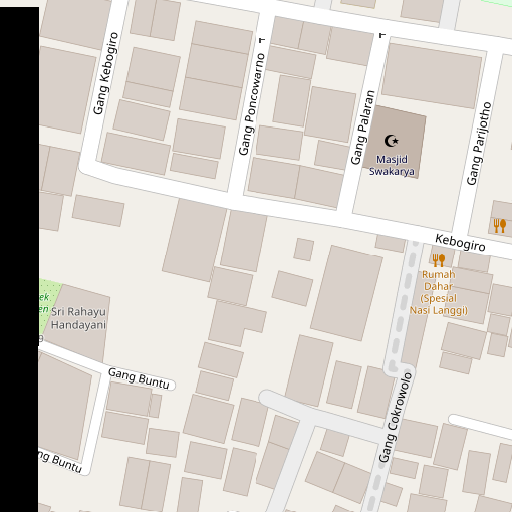 Gang Kebogiro
Gang Poncowarno
Gang Palaran
Gang Parijotho
Masjid
Swakarya
Kebogiro
Rumah
Dahar
(Spesial
Nasi Langgi)
Sri Rahayu
Handayani
Gang Buntu
Gang Cokrowolo
ng Buntu